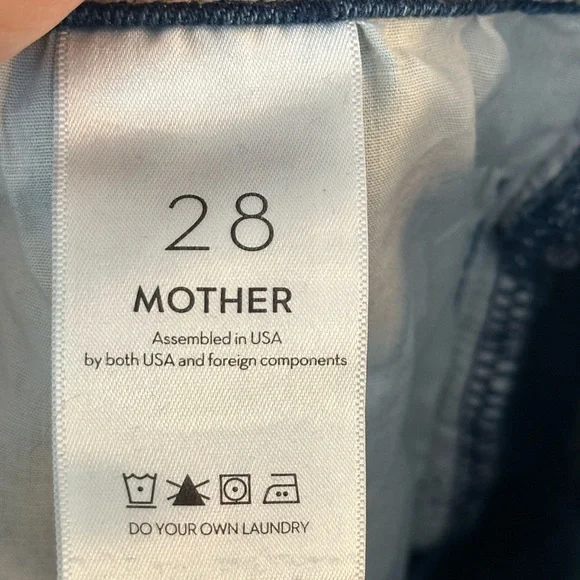 28
MOTHER
Assembled in USA
by both USA and foreign components
DO YOUR OWN LAUNDRY